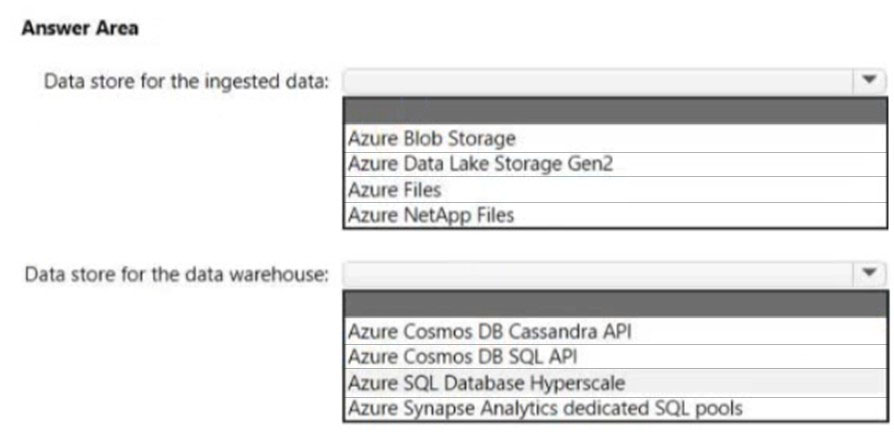 Answer Area
Data store for the ingested data:
Azure Blob Storage
Azure Data Lake Storage Gen2
Azure Files
Azure NetApp Files
Data store for the data warehouse:
Azure Cosmos DB Cassandra API
Azure Cosmos DB SQL API
Azure SQL Database Hyperscale
Azure Synapse Analytics dedicated SQL pools